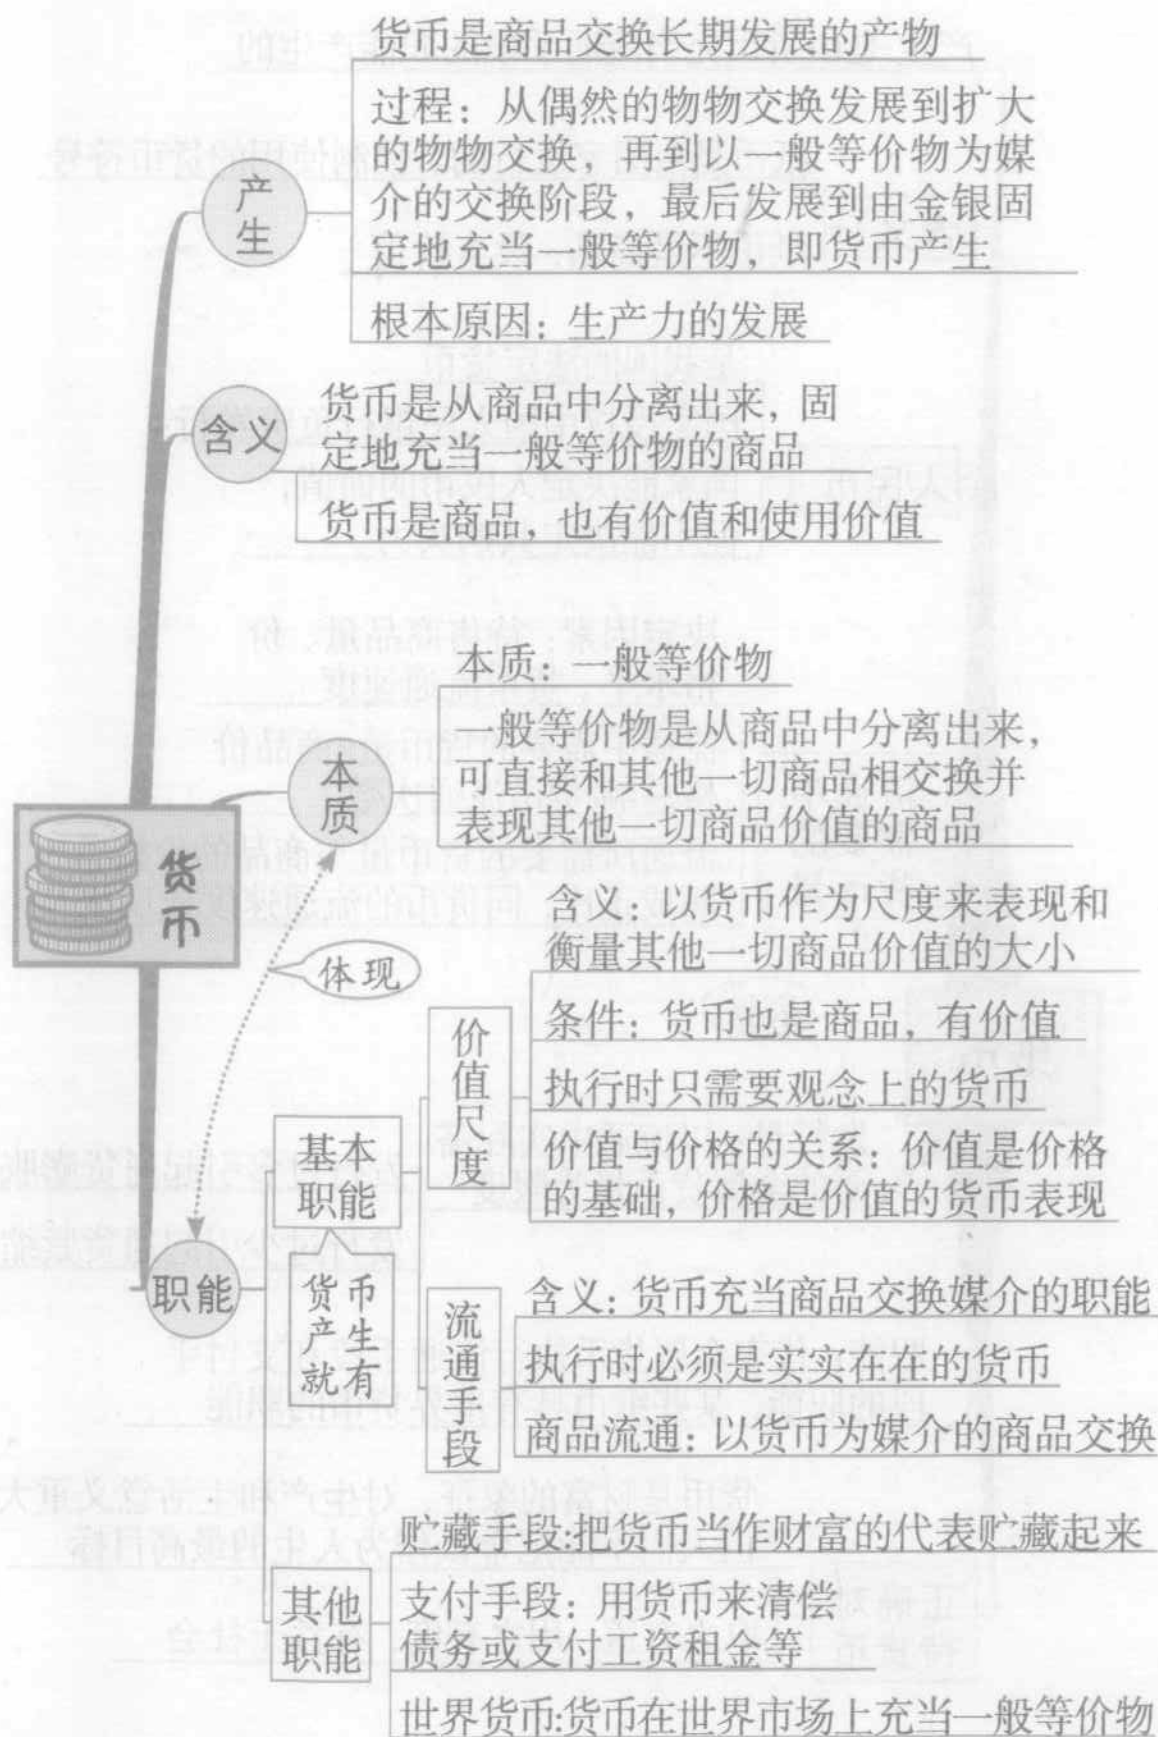 货币是商品交换长期发展的产物
过程：从偶然的物物交换发展到扩大
的物物交换，再到以一般等价物为媒
介的交换阶段，最后发展到由金银固
定地充当一般等价物，即货币产生
根本原因：生产力的发展
产
生
货币是从商品中分离出来，固
定地充当一般等价物的商品
货币是商品，也有价值和使用价值
含义
本质：一般等价物
一般等价物是从商品中分离出来，
可直接和其他一切商品相交换并
表现其他一切商品价值的商品
本
质
货
币
体现
含义：以货币作为尺度来表现和
衡量其他一切商品价值的大小
条件：货币也是商品，有价值
执行时只需要观念上的货币
价值与价格的关系：价值是价格
的基础，价格是价值的货币表现
价
值
尺
度
基本
职能
货币
产生
就有
职能
流
通
手
段
含义：货币充当商品交换媒介的职能
执行时必须是实实在在的货币
商品流通：以货币为媒介的商品交换
其他
职能
贮藏手段:把货币当作财富的代表贮藏起来
支付手段：用货币来清偿
债务或支付工资租金等
世界货币:货币在世界市场上充当一般等价物